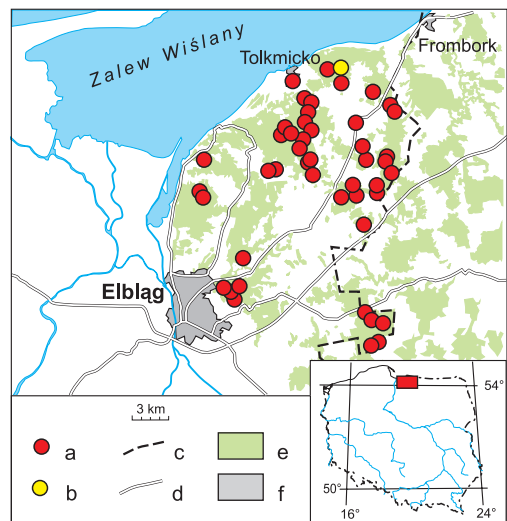 Zalew Wiślany
Tolkmicko
Frombork
Elbląg
3 km
a
b
c
d
e
f
54°
50°
16°
24°